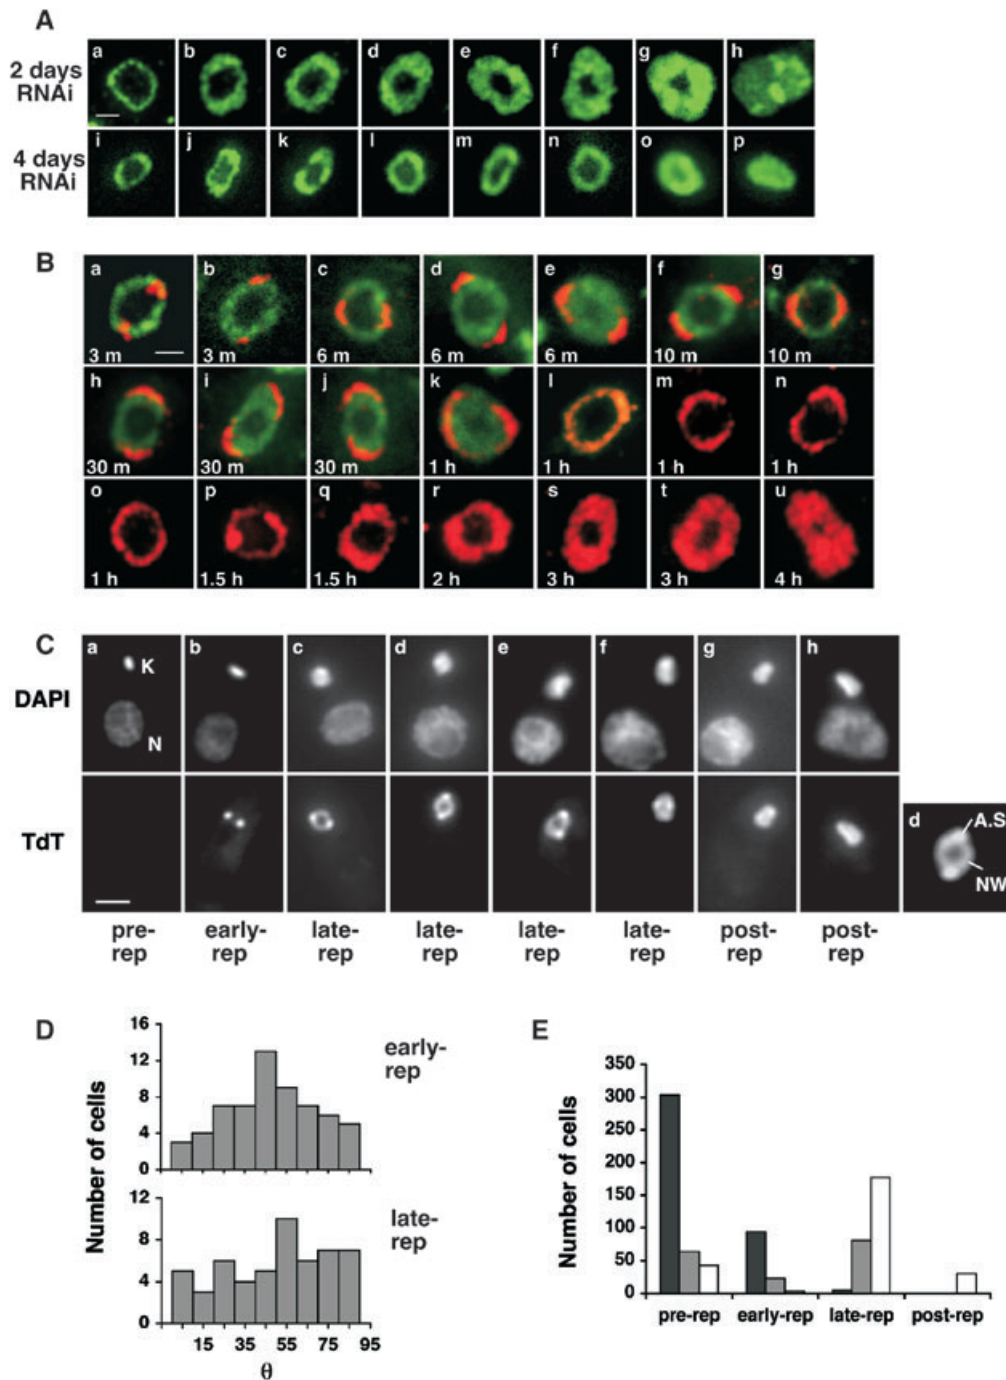 A
2 days RNAi
a b c d e f g h
4 days RNAi
i j k l m n o p
B
a b c d e f g
3 m 3 m 6 m 6 m 6 m 10 m 10 m
h i j k l m n
30 m 30 m 30 m 1 h 1 h 1 h 1 h
o p q r s t u
1 h 1.5 h 1.5 h 2 h 3 h 3 h 4 h
C
a b c d e f g h
DAPI
K
N
TdT
d
A.S
NW
pre-rep early-rep late-rep late-rep late-rep late-rep post-rep post-rep
D
16
12
8
4
0
early-rep
12
8
4
0
late-rep
Number of cells
15 35 55 75 95
θ
E
350
300
250
200
150
100
50
0
Number of cells
pre-rep early-rep late-rep post-rep